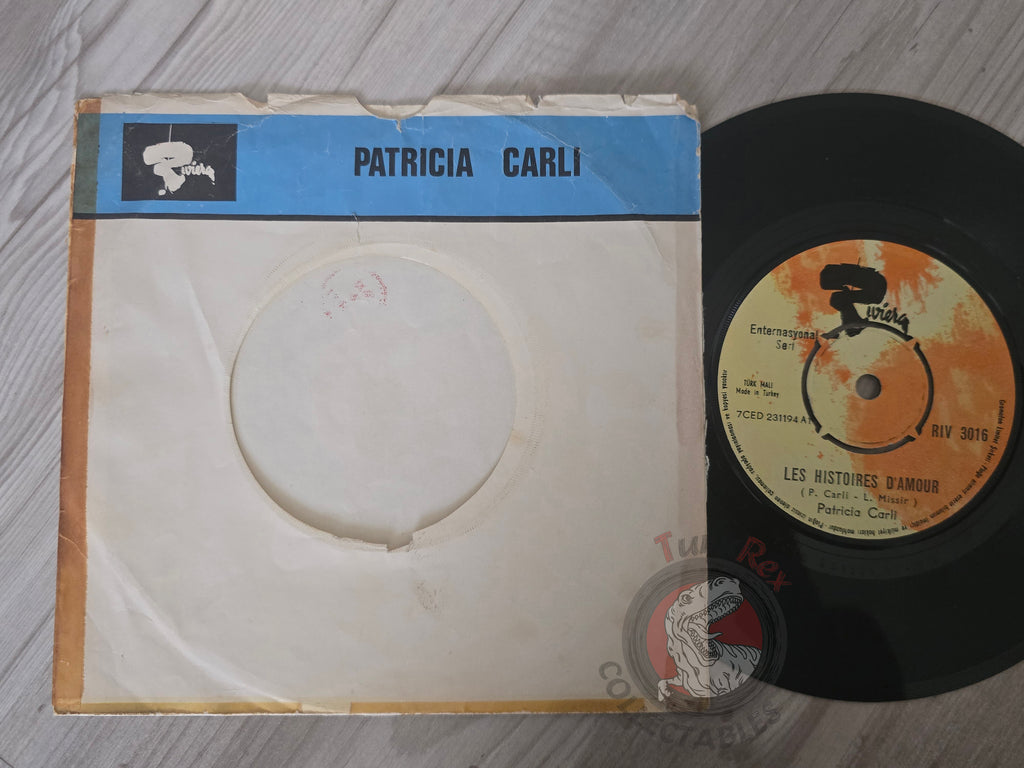 Riviera
PATRICIA CARLI
Riviera
Enternasyonal
Seri
TÜRK MALI
Made in Turkey
7CED 231194 A
RIV 3016
LES HISTOIRES D'AMOUR
( P. Carli - L. Missir )
Patricia Carli
Rex
COLLECTABLES